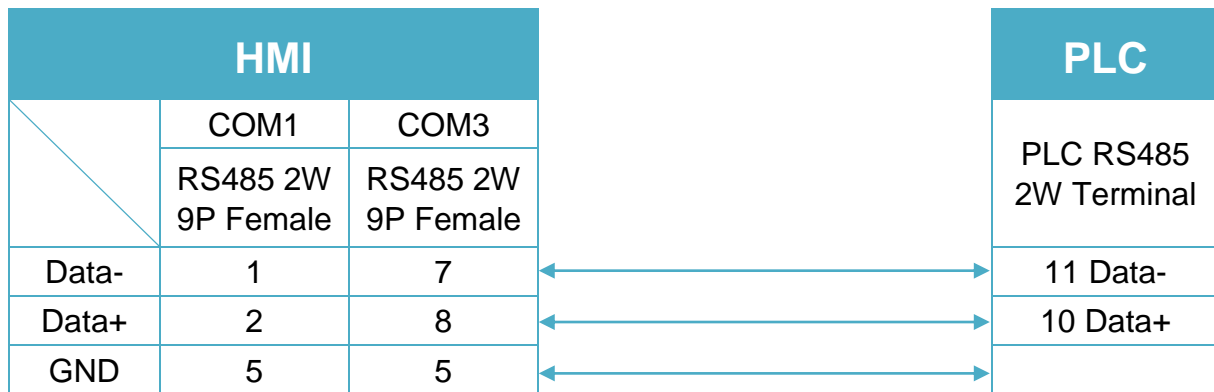 HMI
PLC
COM1 COM3
PLC RS485
2W Terminal
RS485 2W RS485 2W
9P Female 9P Female
Data- 1 7 11 Data-
Data+ 2 8 10 Data+
GND 5 5